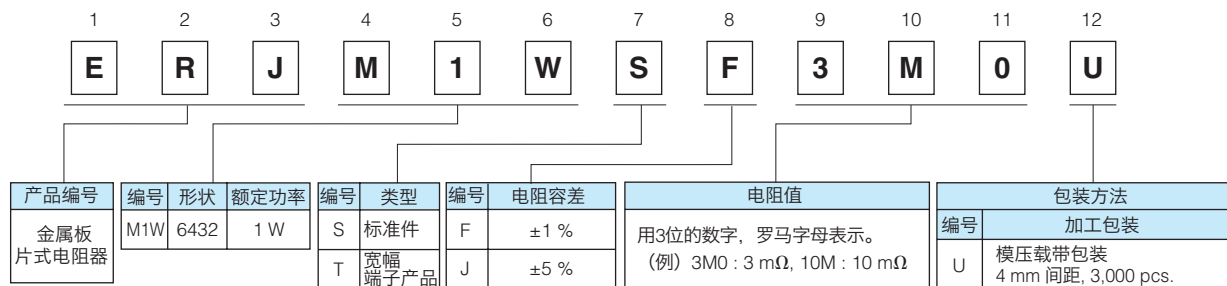 1 2 3 4 5 6 7 8 9 10 11 12
E R J M 1 W S F 3 M 0 U
产品编号
金属板
片式电阻器
编号 形状 额定功率
M1W 6432 1 W
编号 类型
S 标准件
T 宽幅
端子产品
编号 电阻容差
F ±1 %
J ±5 %
电阻值
用3位的数字，罗马字母表示。
（例）3M0 : 3 mΩ, 10M : 10 mΩ
包装方法
编号 加工包装
U 模压载带包装
4 mm 间距, 3,000 pcs.